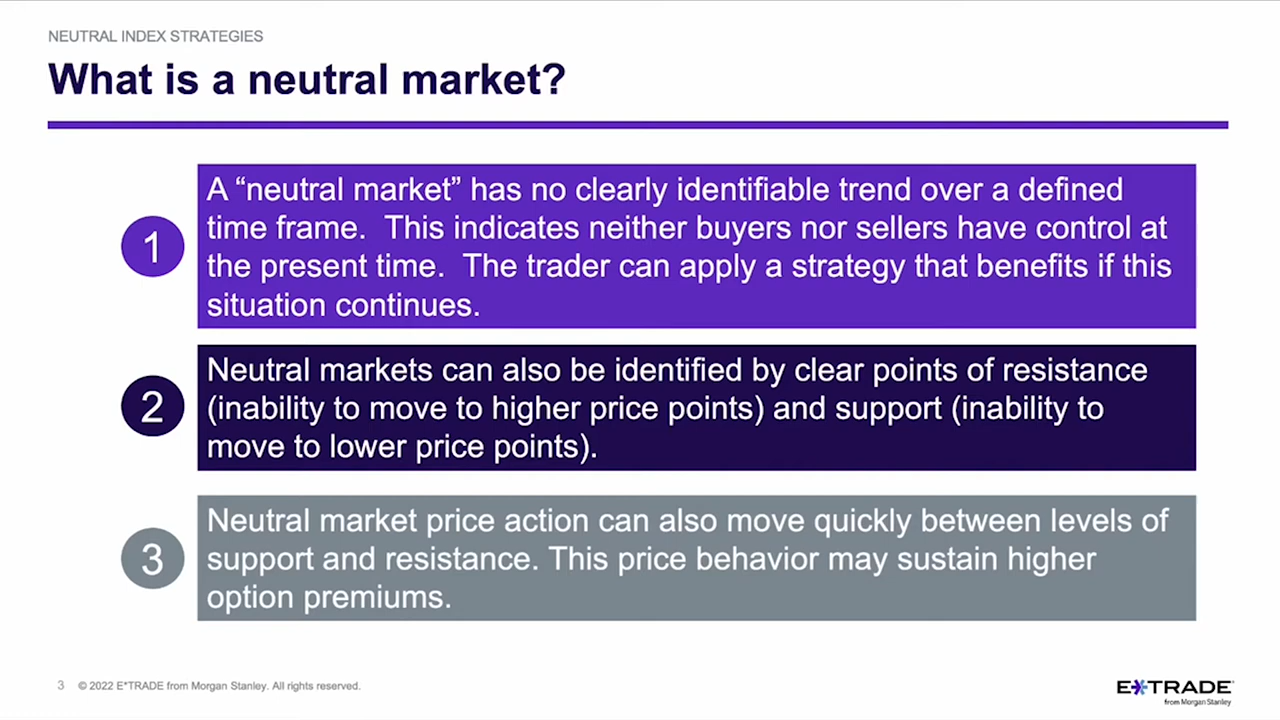 NEUTRAL INDEX STRATEGIES
What is a neutral market?
1
A “neutral market” has no clearly identifiable trend over a defined
time frame.  This indicates neither buyers nor sellers have control at
the present time.  The trader can apply a strategy that benefits if this
situation continues.
2
Neutral markets can also be identified by clear points of resistance
(inability to move to higher price points) and support (inability to
move to lower price points).
3
Neutral market price action can also move quickly between levels of
support and resistance. This price behavior may sustain higher
option premiums.
3 © 2022 E*TRADE from Morgan Stanley. All rights reserved.
E*TRADE
from Morgan Stanley